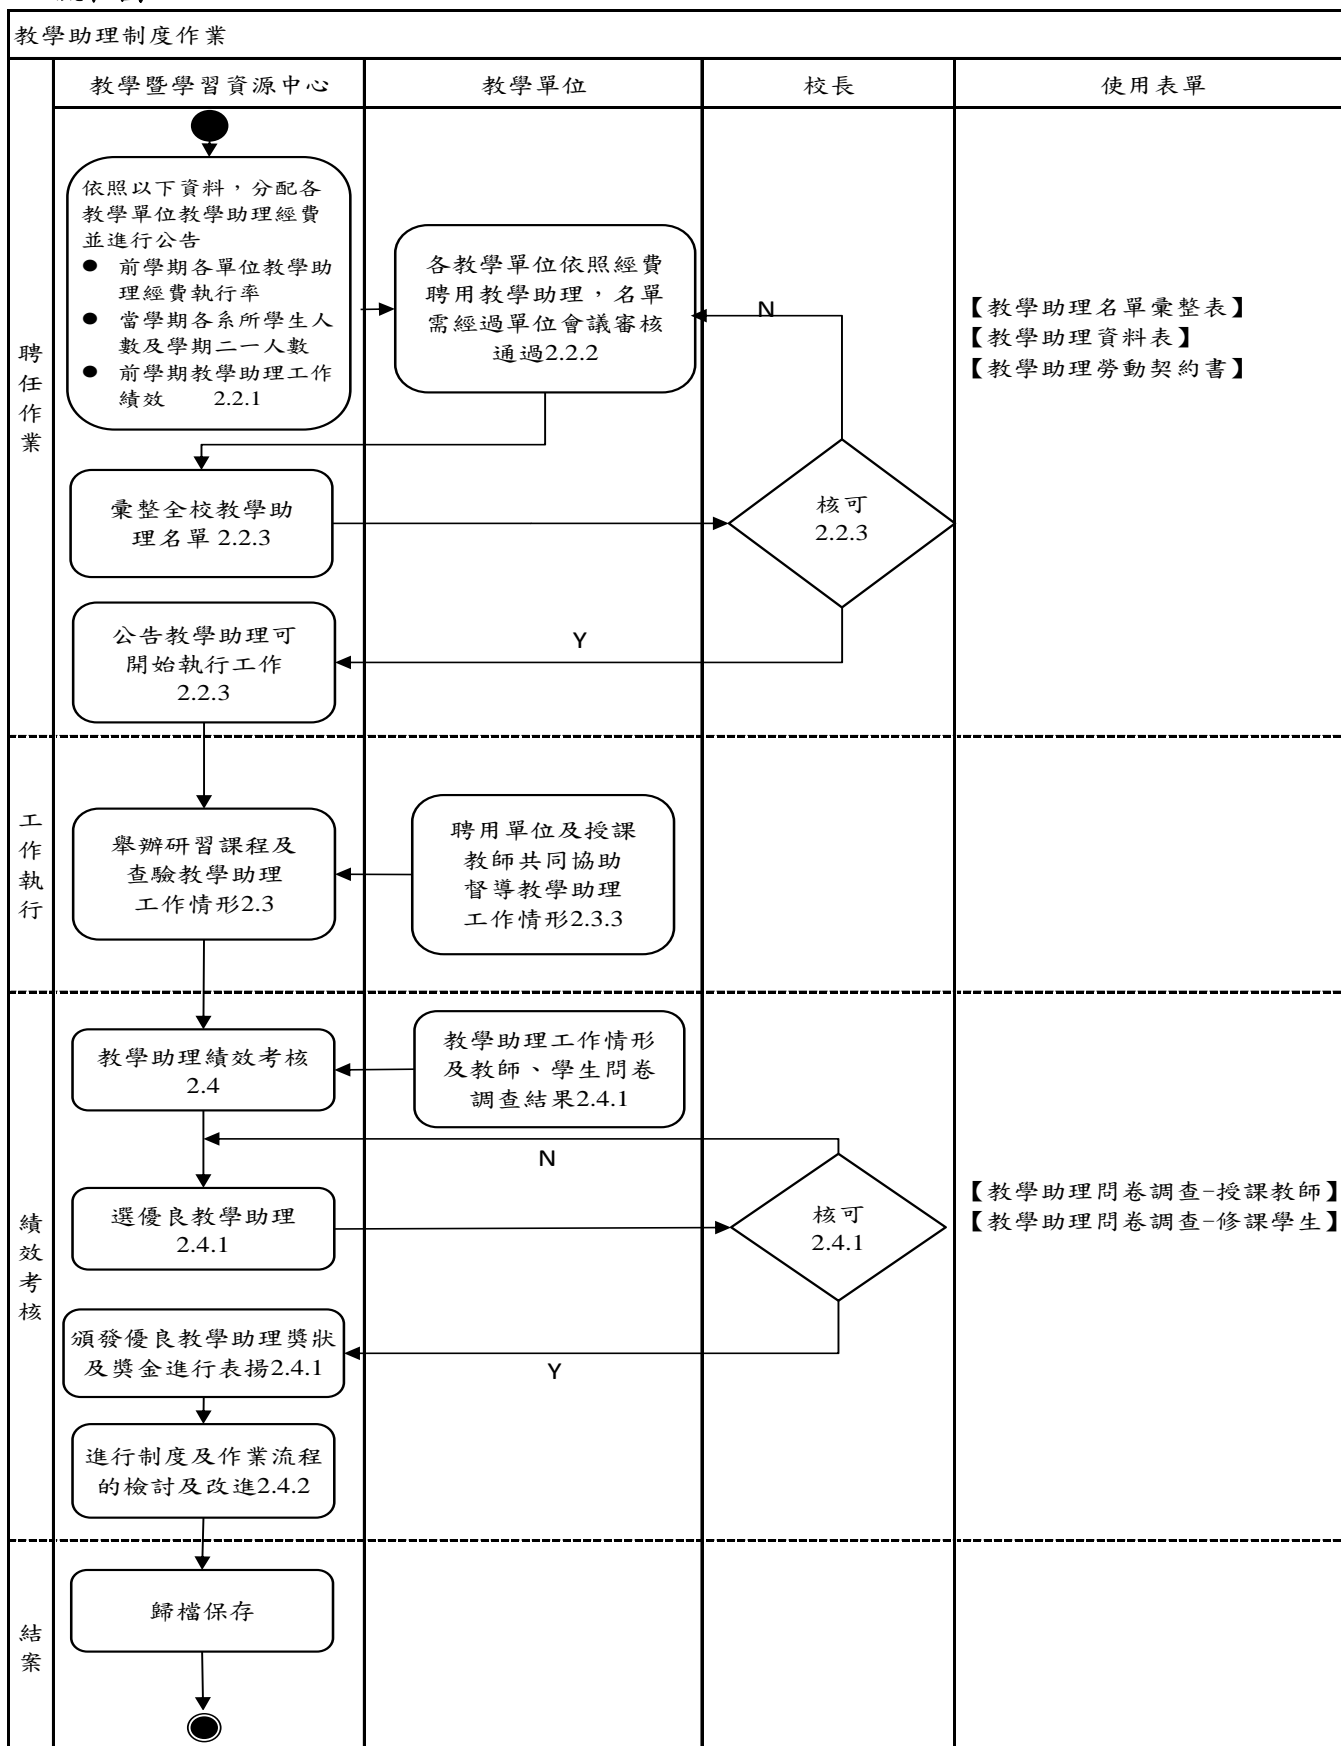 教學助理制度作業
教學暨學習資源中心
教學單位
校長
使用表單
聘任作業
依照以下資料，分配各
教學單位教學助理經費
並進行公告
● 前學期各單位教學助
理經費執行率
● 當學期各系所學生人
數及學期二一人數
● 前學期教學助理工作
績效 2.2.1
各教學單位依照經費
聘用教學助理，名單
需經過單位會議審核
通過2.2.2
N
【教學助理名單彙整表】
【教學助理資料表】
【教學助理勞動契約書】
彙整全校教學助
理名單 2.2.3
核可
2.2.3
公告教學助理可
開始執行工作
2.2.3
Y
工作執行
舉辦研習課程及
查驗教學助理
工作情形2.3
聘用單位及授課
教師共同協助
督導教學助理
工作情形2.3.3
績效考核
教學助理績效考核
2.4
教學助理工作情形
及教師、學生問卷
調查結果2.4.1
N
選優良教學助理
2.4.1
核可
2.4.1
【教學助理問卷調查-授課教師】
【教學助理問卷調查-修課學生】
頒發優良教學助理獎狀
及獎金進行表揚2.4.1
Y
進行制度及作業流程
的檢討及改進2.4.2
結案
歸檔保存